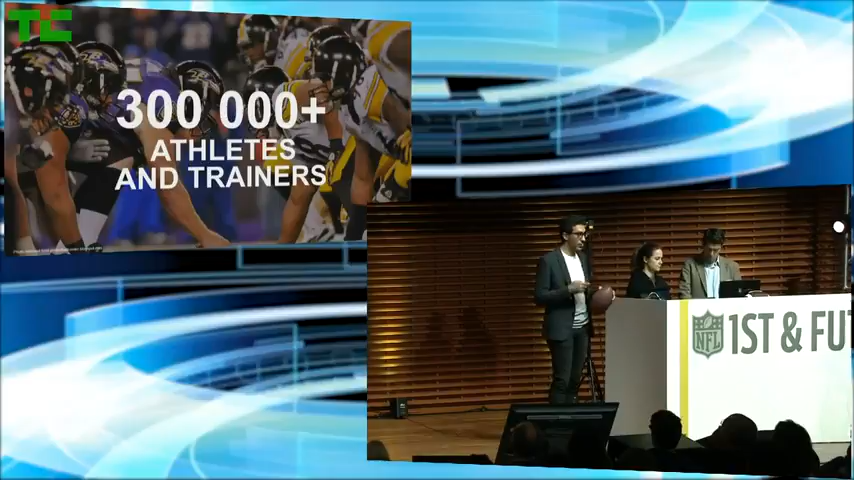 TC
300 000+
ATHLETES
AND TRAINERS
NFL
1ST & FU